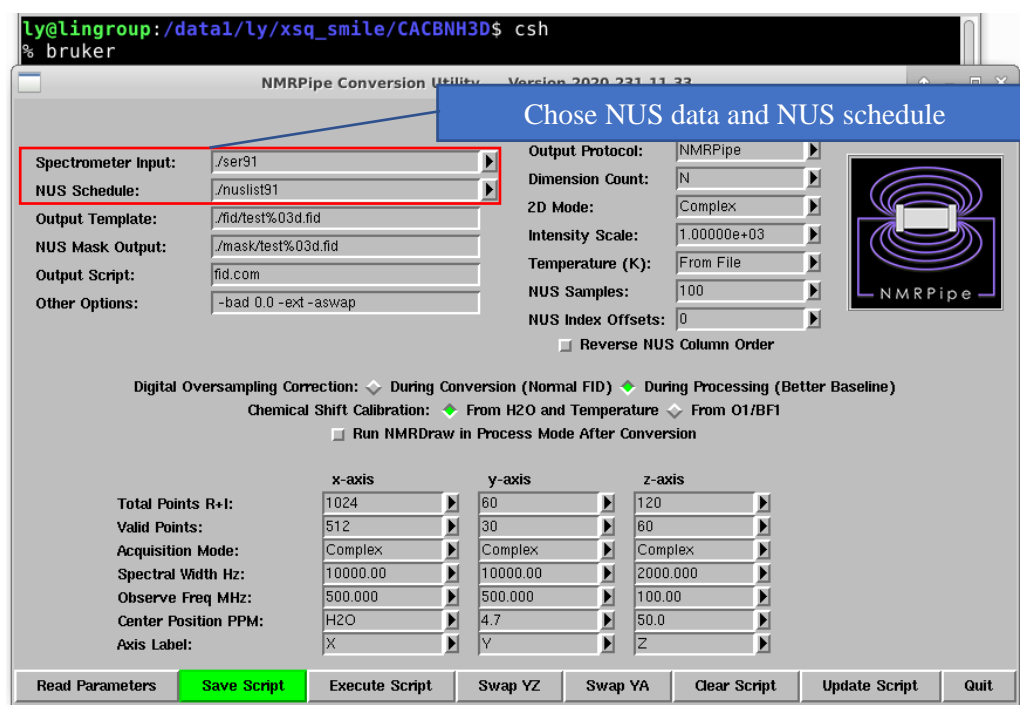 ly@lingroup:/data1/ly/xsq_smile/CACBNH3D$ csh
% bruker
NMRPipe Conversion Utility Version 2020.231.11.33
Chose NUS data and NUS schedule
Spectrometer Input: ./ser91
NUS Schedule: ./nuslist91
Output Template: ./fid/test%03d.fid
NUS Mask Output: ./mask/test%03d.fid
Output Script: fid.com
Other Options: -bad 0.0 -ext -aswap
Output Protocol: NMRPipe
Dimension Count: N
2D Mode: Complex
Intensity Scale: 1.00000e+03
Temperature (K): From File
NUS Samples: 100
NUS Index Offsets: 0
Reverse NUS Column Order
NMRPipe
Digital Oversampling Correction: During Conversion (Normal FID) During Processing (Better Baseline)
Chemical Shift Calibration: From H2O and Temperature From O1/BF1
Run NMRDraw in Process Mode After Conversion
x-axis y-axis z-axis
Total Points R+I: 1024 60 120
Valid Points: 512 30 60
Acquisition Mode: Complex Complex Complex
Spectral Width Hz: 10000.00 10000.00 2000.000
Observe Freq MHz: 500.000 500.000 100.00
Center Position PPM: H2O 4.7 50.0
Axis Label: X Y Z
Read Parameters Save Script Execute Script Swap YZ Swap YA Clear Script Update Script Quit